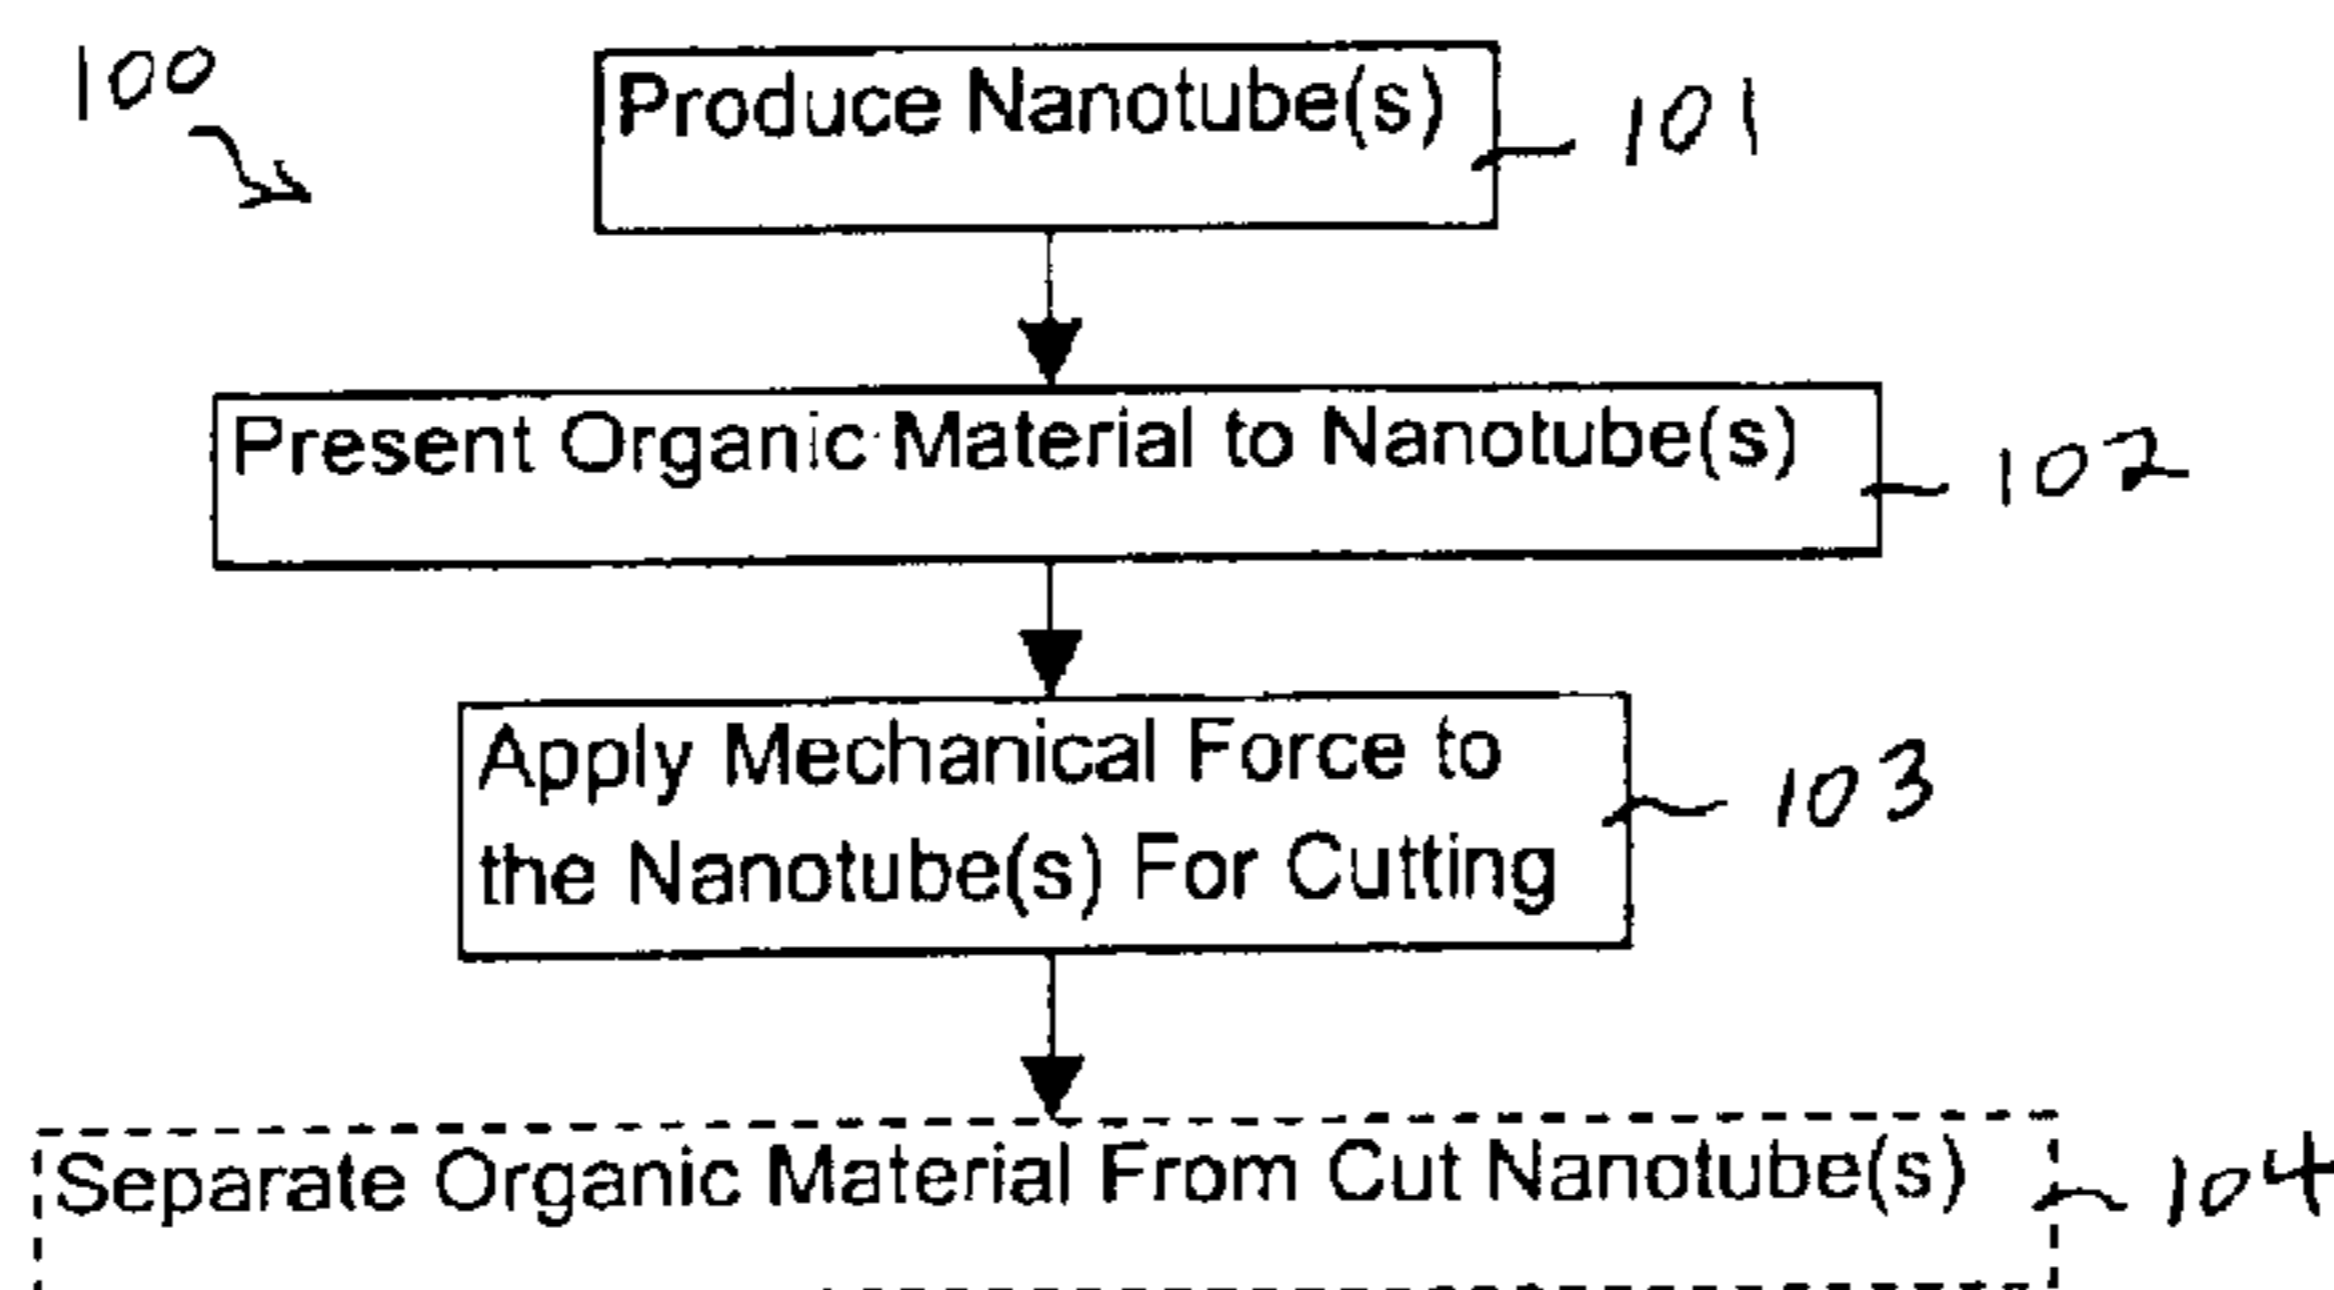 100
Produce Nanotube(s)
101
Present Organic Material to Nanotube(s)
102
Apply Mechanical Force to
the Nanotube(s) For Cutting
103
Separate Organic Material From Cut Nanotube(s)
104